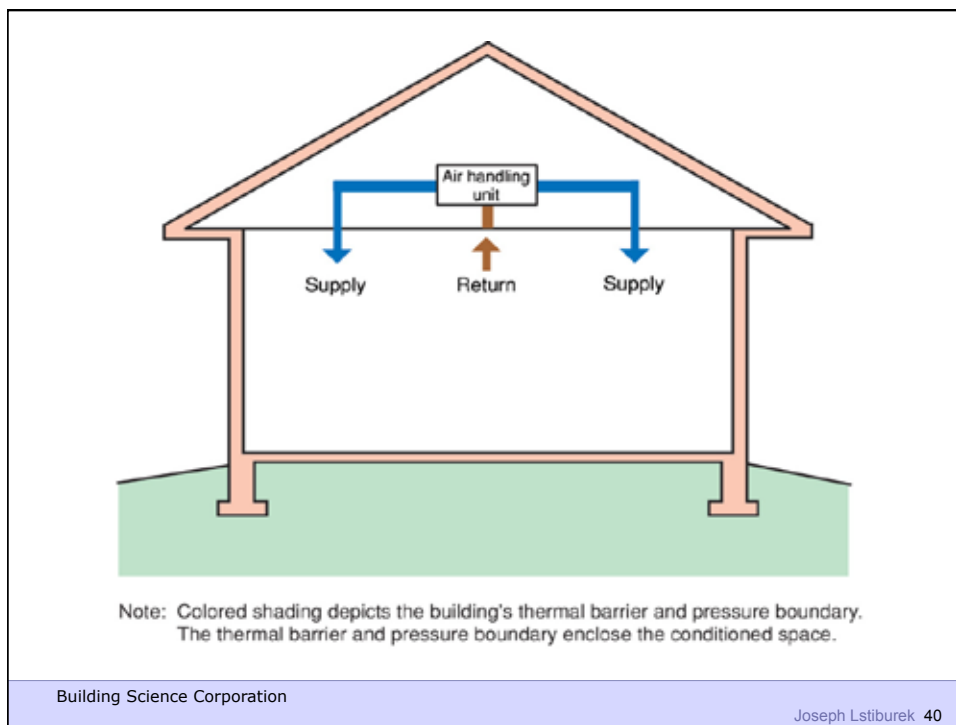 Air handling
unit
Supply
Return
Supply
Note: Colored shading depicts the building's thermal barrier and pressure boundary.
The thermal barrier and pressure boundary enclose the conditioned space.
Building Science Corporation
Joseph Lstiburek 40